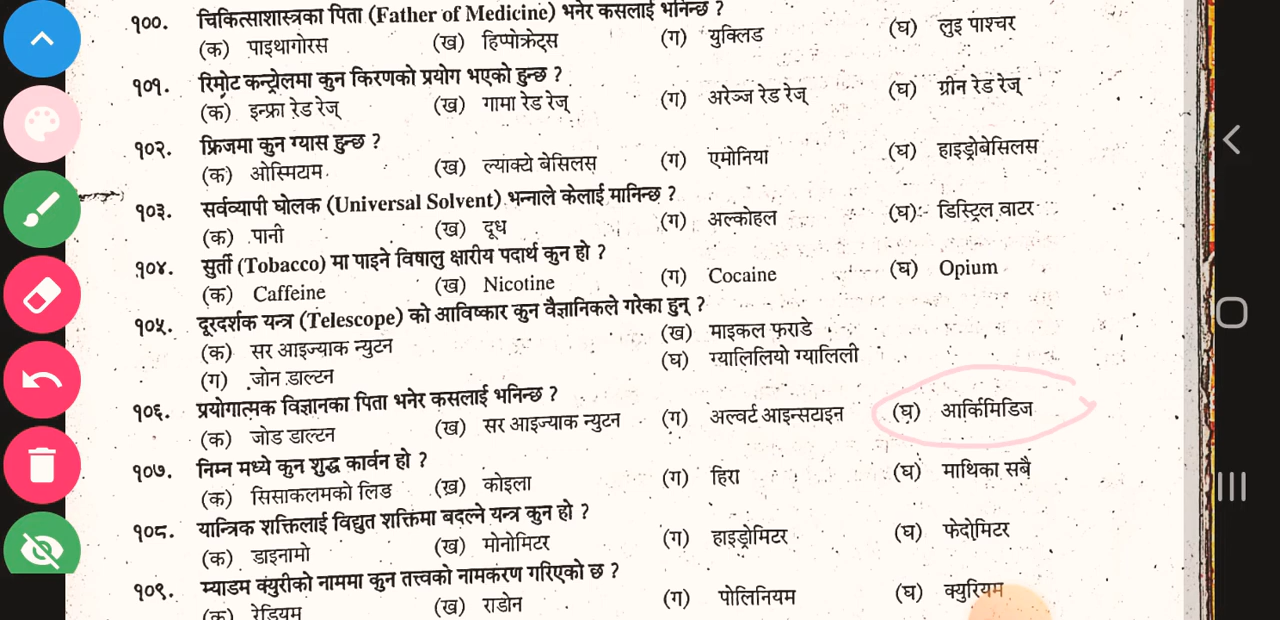 १००. चिकित्साशास्त्रका पिता (Father of Medicine) भनेर कसलाई भनिन्छ ?
(क) पाइथागोरस (ख) हिप्पोक्रेट्स (ग) युक्लिड (घ) लुइ पाश्चर
१०१. रिमोट कन्ट्रोलमा कुन किरणको प्रयोग भएको हुन्छ ?
(क) इन्फ्रा रेड रेज् (ख) गामा रेड रेज् (ग) अरेञ्ज रेड रेज् (घ) ग्रीन रेड रेज्
१०२. फ्रिजमा कुन ग्यास हुन्छ ?
(क) ओस्मिटाम (ख) ल्याक्टो बेसिलस् (ग) एमोनिया (घ) हाइड्रोबेसिलस
१०३. सर्वव्यापी घोलक (Universal Solvent) भन्नाले केलाई मानिन्छ ?
(क) पानी (ख) दूध (ग) अल्कोहल (घ) डिस्ट्रिल वाटर
१०४. सुर्ती (Tobacco) मा पाइने विषालु क्षारीय पदार्थ कुन हो ?
(क) Caffeine (ख) Nicotine (ग) Cocaine (घ) Opium
१०५. दूरदर्शक यन्त्र (Telescope) को आविष्कार कुन वैज्ञानिकले गरेका हुन् ?
(क) सर आइज्याक न्युटन (ख) माइकल फराडे
(ग) जोन डाल्टन (घ) ग्यालिलियो ग्यालिली
१०६. प्रयोगात्मक विज्ञानका पिता भनेर कसलाई भनिन्छ ?
(क) जोड डाल्टन (ख) सर आइज्याक न्युटन (ग) अल्वर्ट आइन्सटाइन (घ) आर्किमिडिज
१०७. निम्न मध्ये कुन शुद्ध कार्वन हो ?
(क) सिसाकलमको लिड (ख) कोइला (ग) हिरा (घ) माथिका सबै
१०८. यान्त्रिक शक्तिलाई विद्युत शक्तिमा बदल्ने यन्त्र कुन हो ?
(क) डाइनामो (ख) मोनोमिटर (ग) हाइड्रोमिटर (घ) फेदोमिटर
१०९. म्याडम क्युरीको नाममा कुन तत्त्वको नामकरण गरिएको छ ?
(क) रेडियम (ख) राडोन (ग) पोलिनियम (घ) क्युरियम